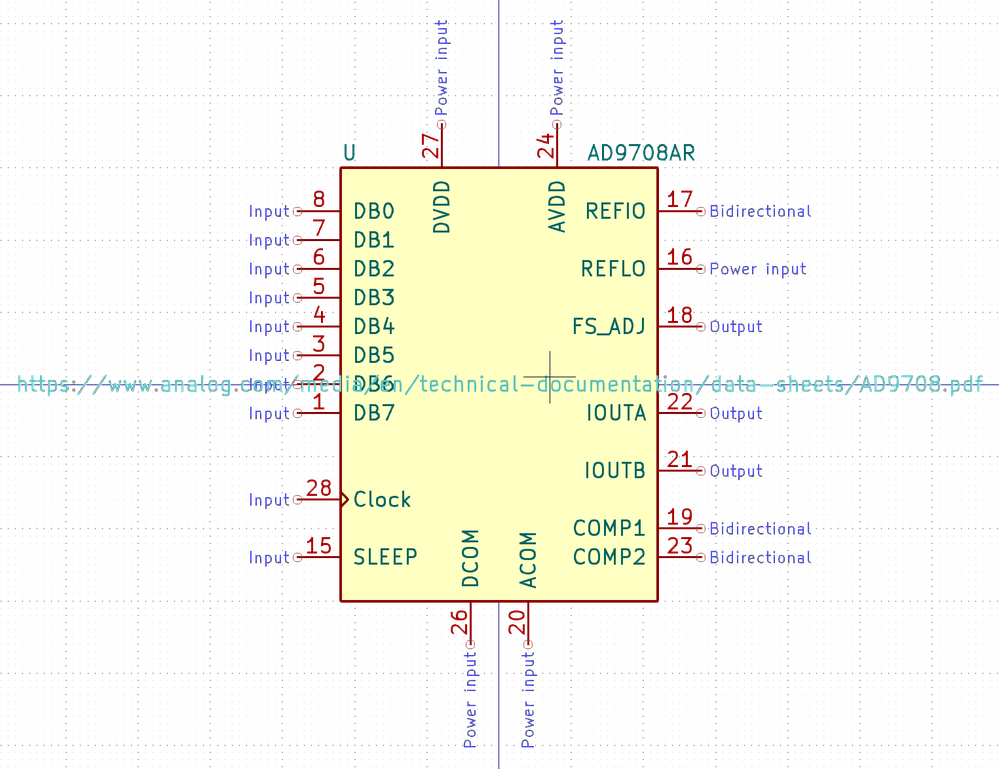 Power input Power input
27 24
U AD9708AR
DVDD AVDD
Input 8 DB0 REFIO 17 Bidirectional
Input 7 DB1
Input 6 DB2 REFLO 16 Power input
Input 5 DB3
Input 4 DB4 FS_ADJ 18 Output
Input 3 DB5
Input 2 DB6
https://www.analog.com/media/en/technical-documentation/data-sheets/AD9708.pdf
Input 1 DB7 IOUTA 22 Output
IOUTB 21 Output
Input 28 Clock
COMP1 19 Bidirectional
Input 15 SLEEP COMP2 23 Bidirectional
DCOM ACOM
26 20
Power input Power input